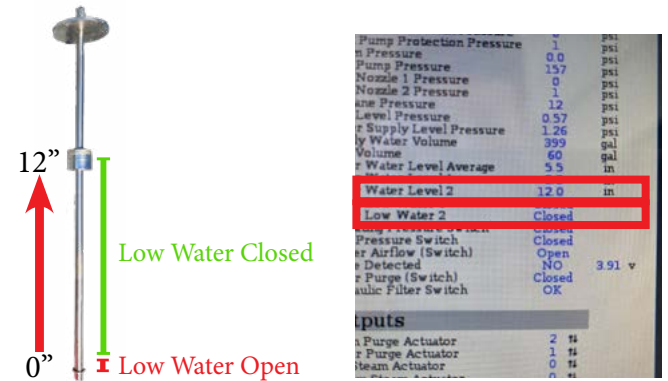 12”
Low Water Closed
0”
Low Water Open
Pump Protection Pressure 1 psi
Pressure 0.0 psi
Pump Pressure 157 psi
Nozzle 1 Pressure 0 psi
Nozzle 2 Pressure 1 psi
Pressure 12 psi
Level Pressure 0.57 psi
Supply Level Pressure 1.26 psi
Water Volume 399 gal
Volume 60 gal
Water Level Average 5.5 in
Water Level 2 12.0 in
Low Water 2 Closed
Pressure Switch Closed
Pressure Switch Closed
Airflow (Switch) Open
Detected NO 3.91 v
Purge (Switch) Closed
Filter Switch OK
Purge Actuator 2
Purge Actuator 1
Steam Actuator 0